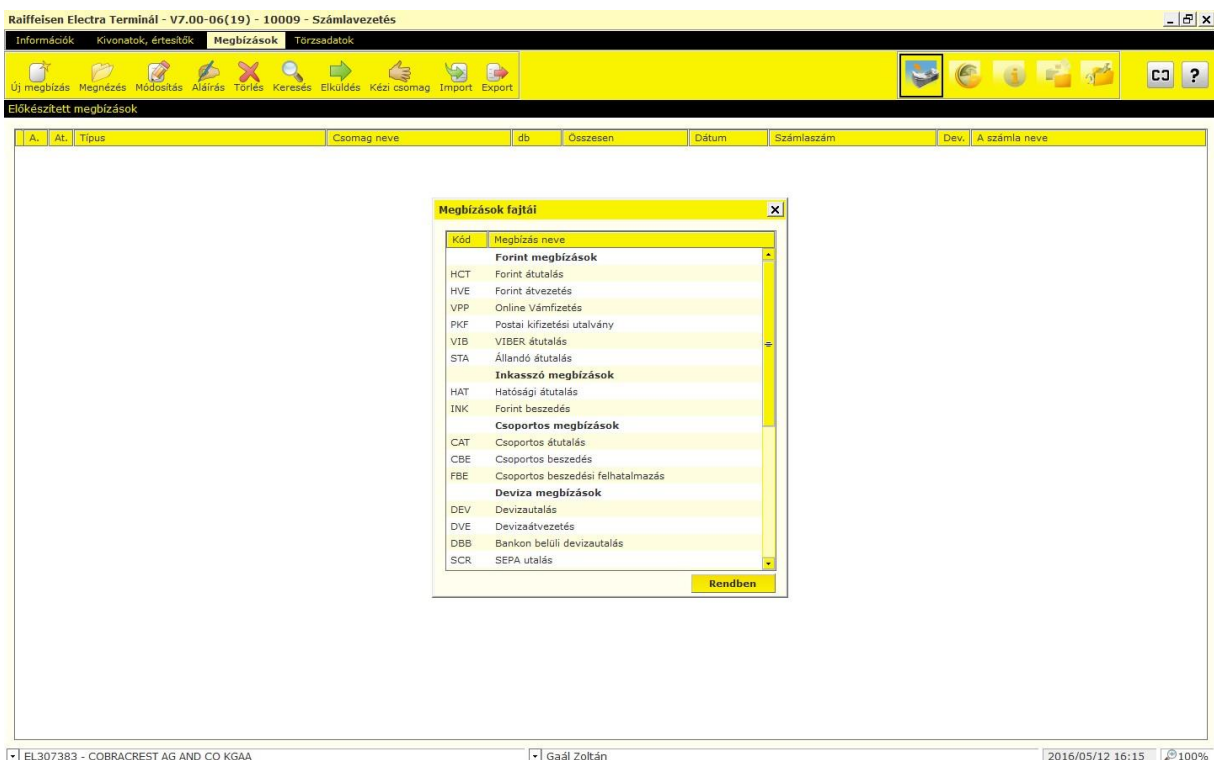 Raiffeisen Electra Terminál - V7.00-06(19) - 10009 - Számlavezetés
Információk Kivonatok, értesítők Megbízások Törzsadatok
Új megbízás Megnézés Módosítás Aláírás Törlés Keresés Elküldés Kézi csomag Import Export
Előkészített megbízások
A. At. Típus Csomag neve db Összesen Dátum Számlaszám Dev. A számla neve
Megbízások fajtái
Kód Megbízás neve
Forint megbízások
HCT Forint átutalás
HVE Forint átvezetés
VPP Online Vámfizetés
PKF Postai kifizetési utalvány
VIB VIBER átutalás
STA Állandó átutalás
Inkasszó megbízások
HAT Hatósági átutalás
INK Forint beszedés
Csoportos megbízások
CAT Csoportos átutalás
CBE Csoportos beszedés
FBE Csoportos beszedési felhatalmazás
Deviza megbízások
DEV Devizautalás
DVE Devizaátvezetés
DBB Bankon belüli devizautalás
SCR SEPA utalás
Rendben
EL307383 - COBRACREST AG AND CO KGAA Gaál Zoltán 2016/05/12 16:15 100%